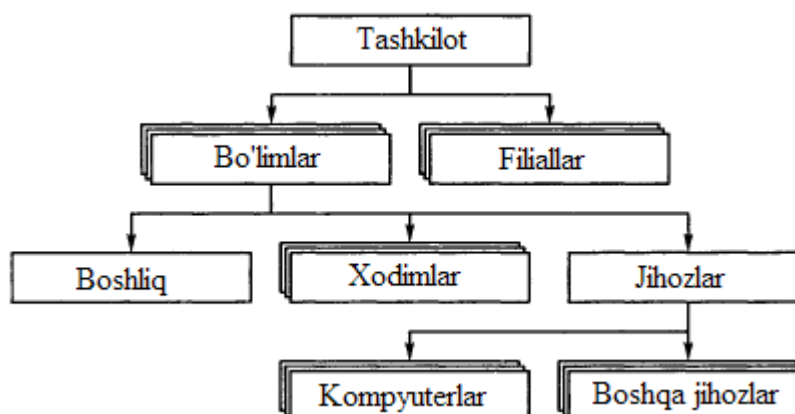 Tashkilot
Bo'limlar
Filiallar
Boshliq
Xodimlar
Jihozlar
Kompyuterlar
Boshqa jihozlar